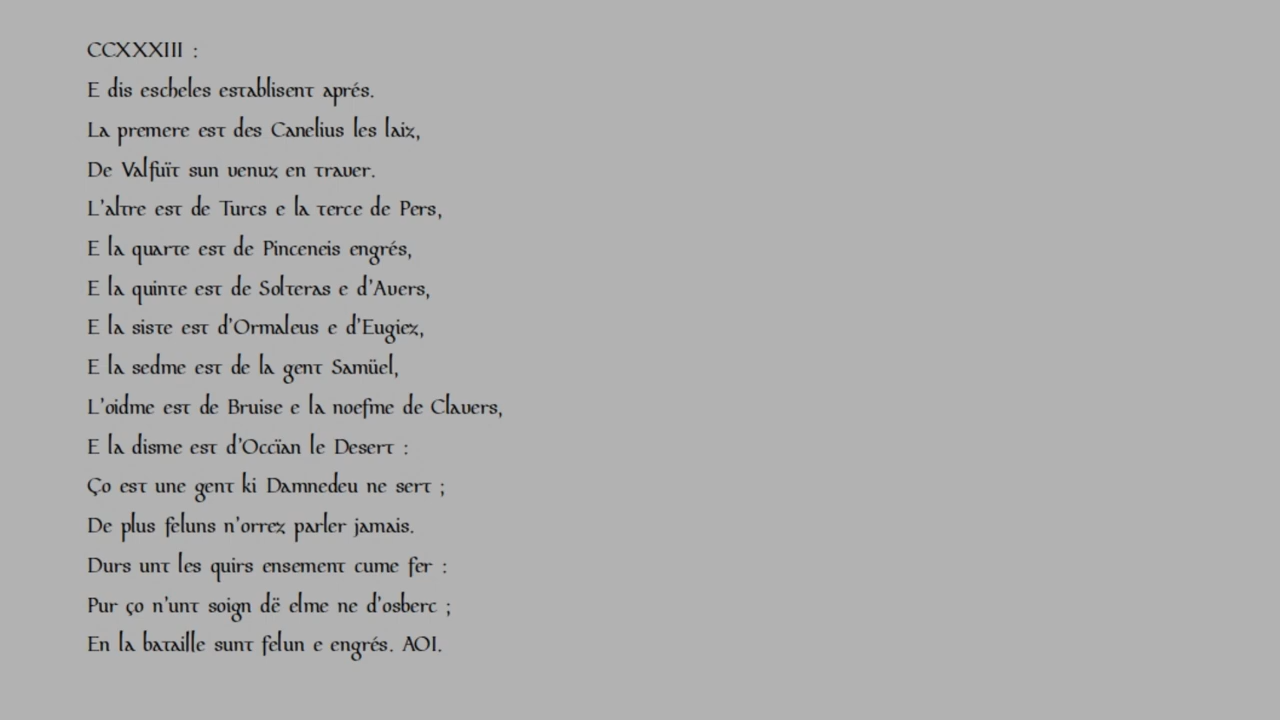 CCXXXIII :
E dis escheles establisent aprés.
La premere est des Canelius les laiz,
De Valfuït sun venuz en traver.
L'altre est de Turcs e la terce de Pers,
E la quarte est de Pinceneis engrés,
E la quinte est de Solteras e d'Avers,
E la siste est d'Ormaleus e d'Eugiez,
E la sedme est de la gent Samüel,
L'oidme est de Bruise e la noefme de Clavers,
E la disme est d'Occïan le Desert :
Ço est une gent ki Damnedeu ne sert ;
De plus feluns n'orrez parler jamais.
Durs unt les quirs ensement cume fer :
Pur ço n'unt soign dë elme ne d'osberc ;
En la bataille sunt felun e engrés. AOI.